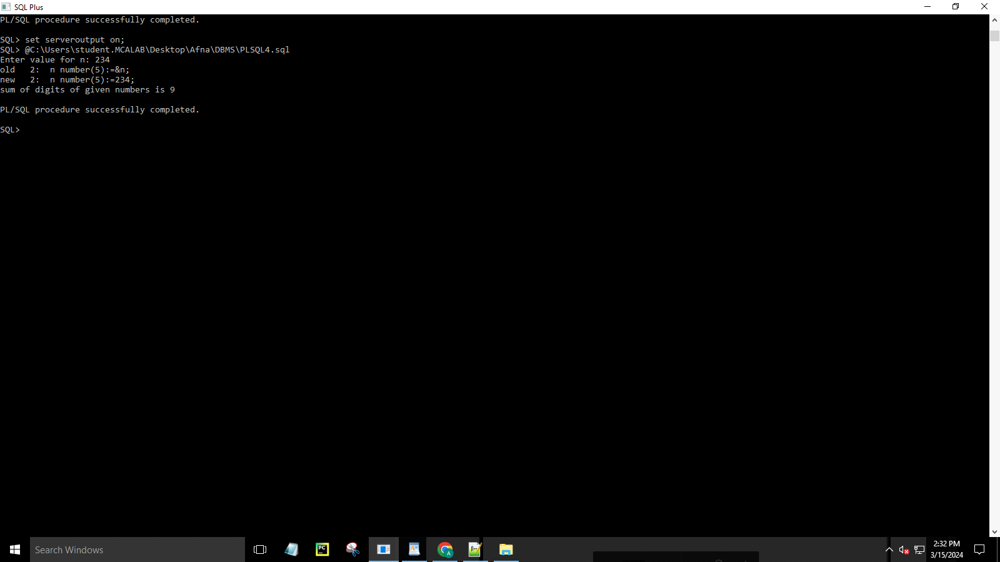 SQL Plus
PL/SQL procedure successfully completed.
SQL> set serveroutput on;
SQL> @C:\Users\student.MCALAB\Desktop\Afna\DBMS\PLSQL4.sql
Enter value for n: 234
old   2:  n number(5):=&n;
new   2:  n number(5):=234;
sum of digits of given numbers is 9
PL/SQL procedure successfully completed.
SQL>
Search Windows
PC
A
2:32 PM
3/15/2024